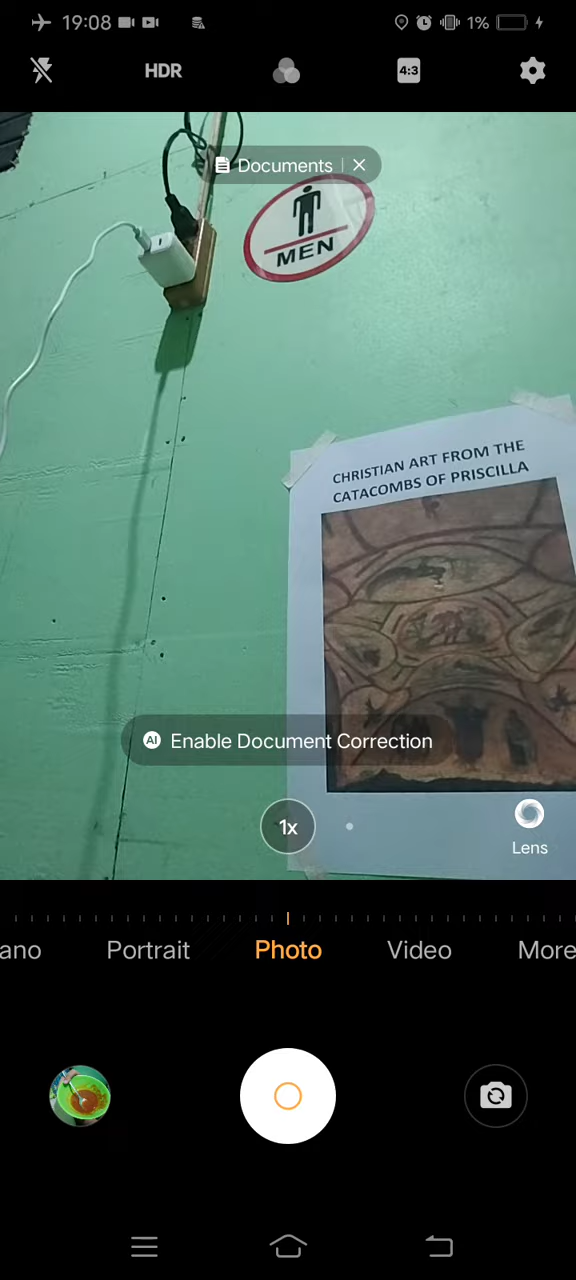 19:08
1%
HDR
4:3
Documents
MEN
CHRISTIAN ART FROM THE
CATACOMBS OF PRISCILLA
AI Enable Document Correction
1x
Lens
ano
Portrait
Photo
Video
More